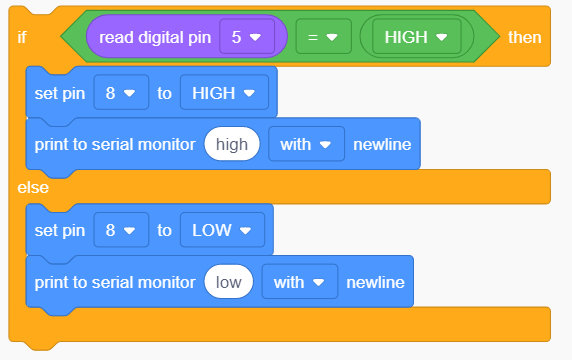 if read digital pin 5 = HIGH then
set pin 8 to HIGH
print to serial monitor high with newline
else
set pin 8 to LOW
print to serial monitor low with newline